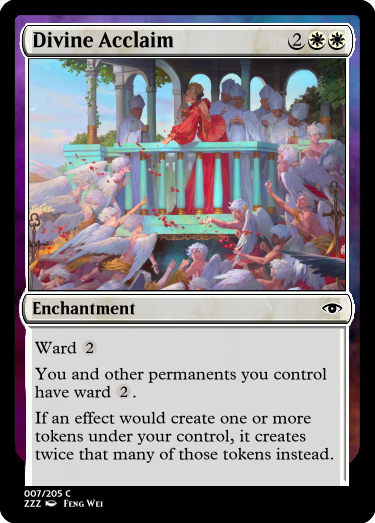 Divine Acclaim 2
Enchantment
Ward 2
You and other permanents you control
have ward 2.
If an effect would create one or more
tokens under your control, it creates
twice that many of those tokens instead.
007/205 C
ZZZ Feng Wei